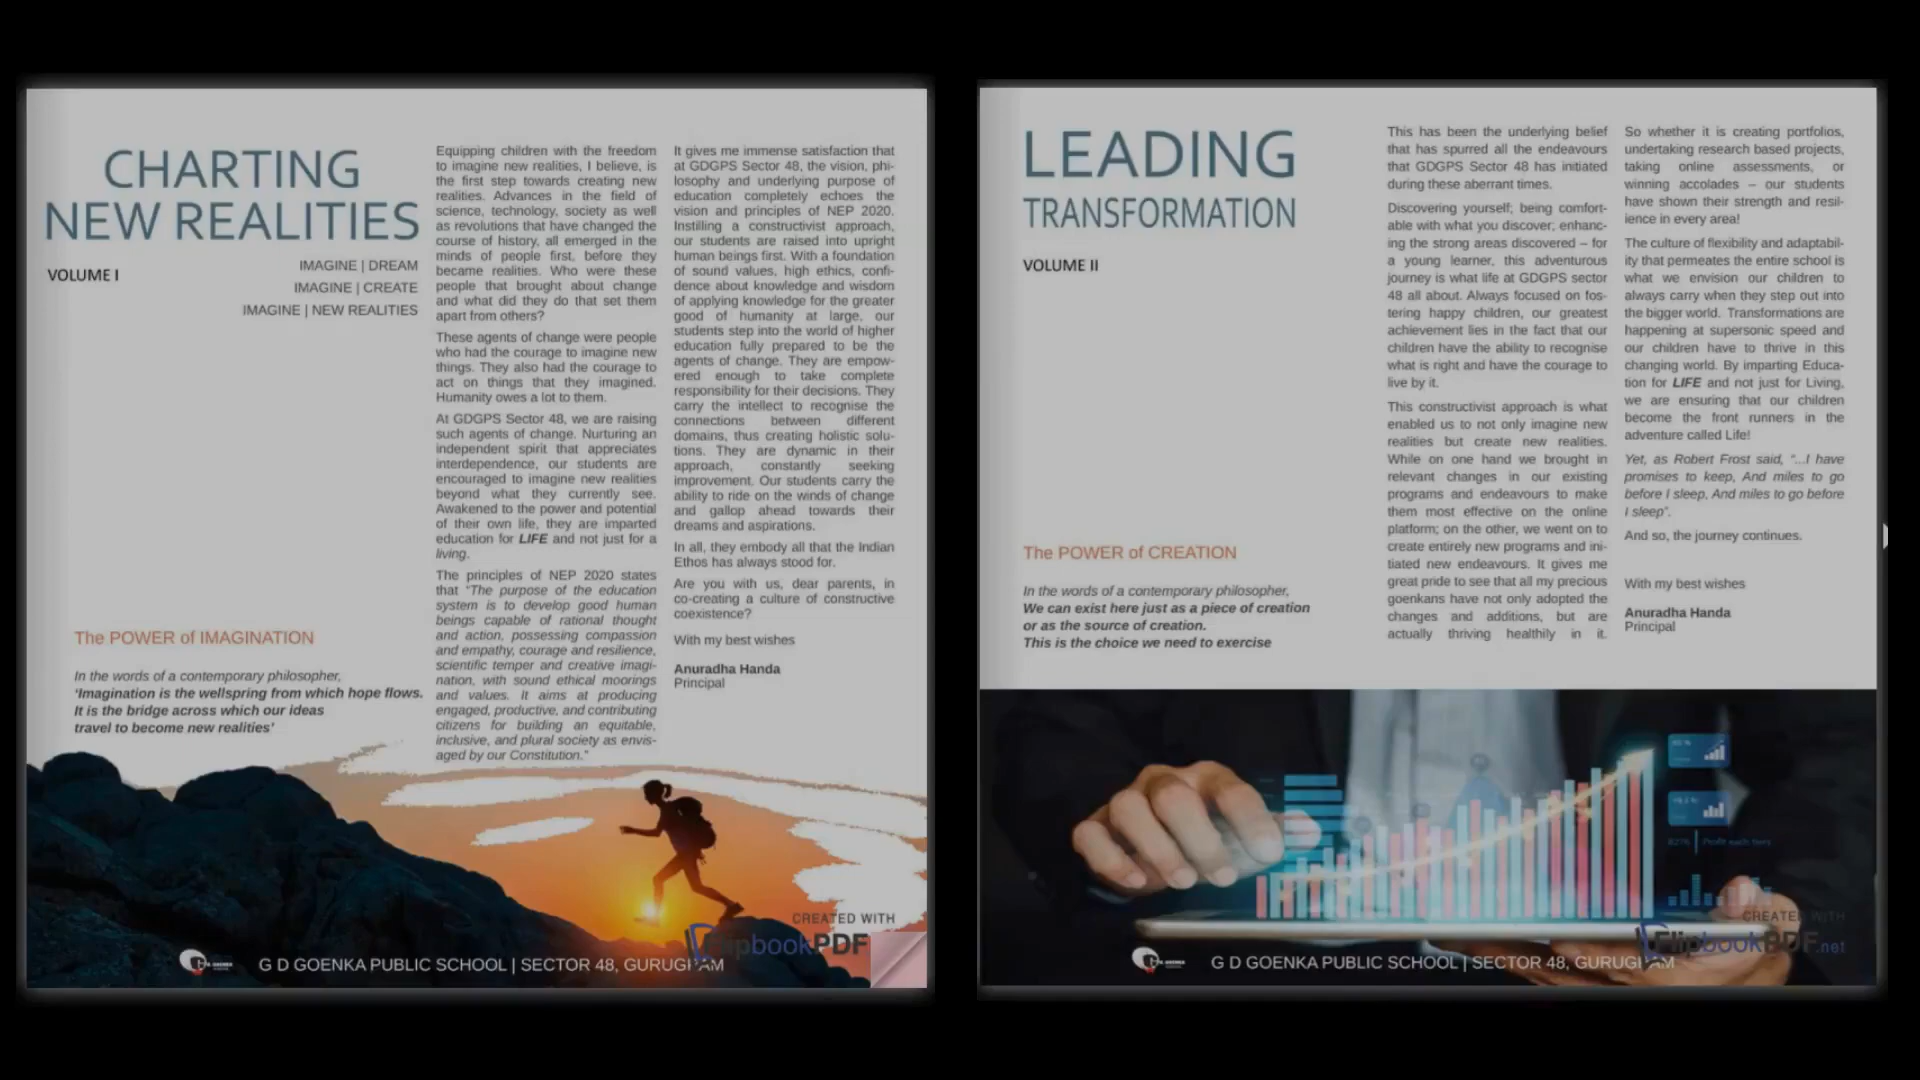 CHARTING
NEW REALITIES
VOLUME I
IMAGINE | DREAM
IMAGINE | CREATE
IMAGINE | NEW REALITIES
The POWER of IMAGINATION
In the words of a contemporary philosopher,
‘Imagination is the wellspring from which hope flows.
It is the bridge across which our ideas
travel to become new realities’
Equipping children with the freedom
to imagine new realities, I believe, is
the first step towards creating new
realities. Advances in the field of
science, technology, society as well
as revolutions that have changed the
course of history, all emerged in the
minds of people first, before they
became realities. Who were these
people that brought about change
and what did they do that set them
apart from others?
These agents of change were people
who had the courage to imagine new
things. They also had the courage to
act on things that they imagined.
Humanity owes a lot to them.
At GDGPS Sector 48, we are raising
such agents of change. Nurturing an
independent spirit that appreciates
interdependence, our students are
encouraged to imagine new realities
beyond what they currently see.
Awakened to the power and potential
of their own life, they are imparted
education for LIFE and not just for a
living.
The principles of NEP 2020 states
that “The purpose of the education
system is to develop good human
beings capable of rational thought
and action, possessing compassion
and empathy, courage and resilience,
scientific temper and creative imagi-
nation, with sound ethical moorings
and values. It aims at producing
engaged, productive, and contributing
citizens for building an equitable,
inclusive, and plural society as envis-
aged by our Constitution.”
It gives me immense satisfaction that
at GDGPS Sector 48, the vision, phi-
losophy and underlying purpose of
education completely echoes the
vision and principles of NEP 2020.
Instilling a constructivist approach,
our students are raised into upright
human beings first. With a foundation
of sound values, high ethics, confi-
dence about knowledge and wisdom
of applying knowledge for the greater
good of humanity at large, our
students step into the world of higher
education fully prepared to be the
agents of change. They are empow-
ered enough to take complete
responsibility for their decisions. They
carry the intellect to recognise the
connections between different
domains, thus creating holistic solu-
tions. They are dynamic in their
approach, constantly seeking
improvement. Our students carry the
ability to ride on the winds of change
and gallop ahead towards their
dreams and aspirations.
In all, they embody all that the Indian
Ethos has always stood for.
Are you with us, dear parents, in
co-creating a culture of constructive
coexistence?
With my best wishes
Anuradha Handa
Principal
CREATED WITH
FlipbookPDF
G D GOENKA PUBLIC SCHOOL | SECTOR 48, GURUGRAM
LEADING
TRANSFORMATION
VOLUME II
The POWER of CREATION
In the words of a contemporary philosopher,
We can exist here just as a piece of creation
or as the source of creation.
This is the choice we need to exercise
This has been the underlying belief
that has spurred all the endeavours
that GDGPS Sector 48 has initiated
during these aberrant times.
Discovering yourself; being comfort-
able with what you discover; enhanc-
ing the strong areas discovered – for
a young learner, this adventurous
journey is what life at GDGPS sector
48 all about. Always focused on fos-
tering happy children, our greatest
achievement lies in the fact that our
children have the ability to recognise
what is right and have the courage to
live by it.
This constructivist approach is what
enabled us to not only imagine new
realities but create new realities.
While on one hand we brought in
relevant changes in our existing
programs and endeavours to make
them most effective on the online
platform; on the other, we went on to
create entirely new programs and ini-
tiated new endeavours. It gives me
great pride to see that all my precious
goenkans have not only adopted the
changes and additions, but are
actually thriving healthily in it.
So whether it is creating portfolios,
undertaking research based projects,
taking online assessments, or
winning accolades – our students
have shown their strength and resil-
ience in every area!
The culture of flexibility and adaptabil-
ity that permeates the entire school is
what we envision our children to
always carry when they step out into
the bigger world. Transformations are
happening at supersonic speed and
our children have to thrive in this
changing world. By imparting Educa-
tion for LIFE and not just for Living,
we are ensuring that our children
become the front runners in the
adventure called Life!
Yet, as Robert Frost said, “...I have
promises to keep, And miles to go
before I sleep, And miles to go before
I sleep”.
And so, the journey continues.
With my best wishes
Anuradha Handa
Principal
CREATED WITH
FlipbookPDF.net
G D GOENKA PUBLIC SCHOOL | SECTOR 48, GURUGRAM